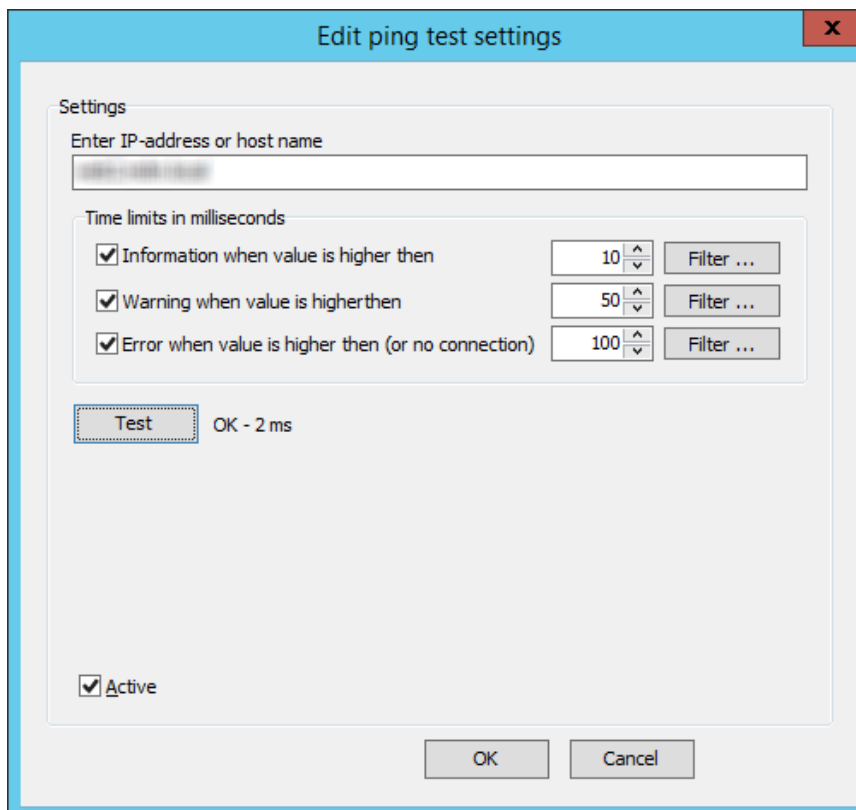 Edit ping test settings
x
Settings
Enter IP-address or host name
Time limits in milliseconds
Information when value is higher then 10 Filter ...
Warning when value is higherthen 50 Filter ...
Error when value is higher then (or no connection) 100 Filter ...
Test OK - 2 ms
Active
OK Cancel